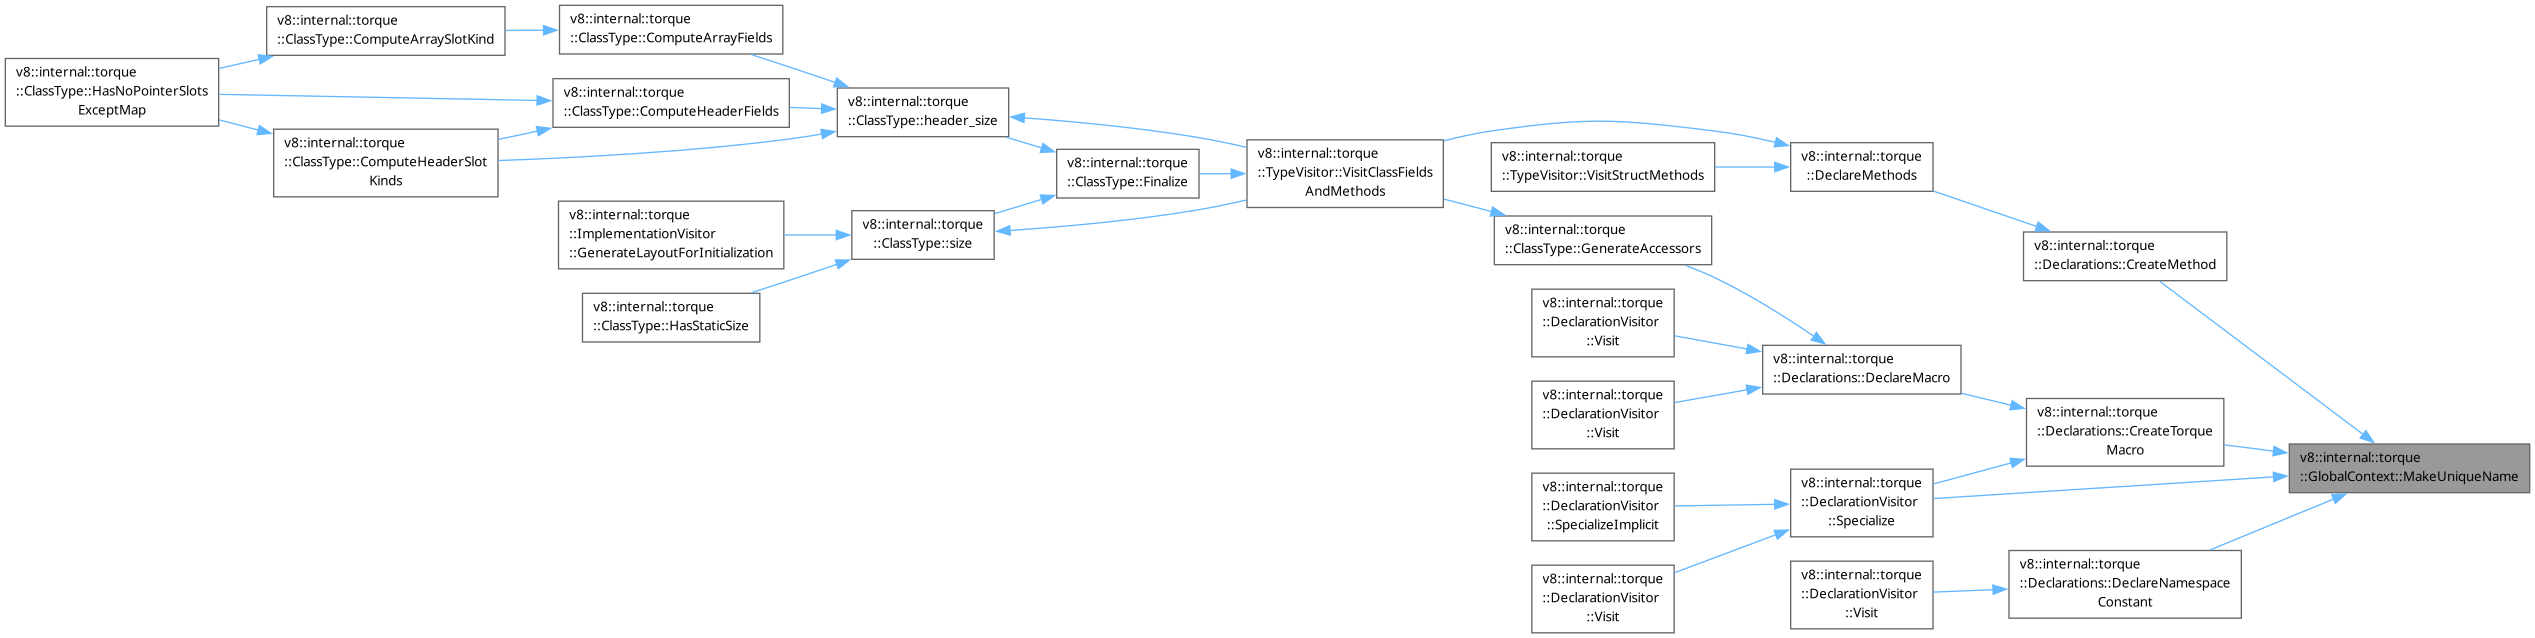 v8::internal::torque
::ClassType::HasNoPointerSlots
ExceptMap
v8::internal::torque
::ClassType::ComputeArraySlotKind
v8::internal::torque
::ClassType::ComputeHeaderSlot
Kinds
v8::internal::torque
::ClassType::ComputeArrayFields
v8::internal::torque
::ClassType::ComputeHeaderFields
v8::internal::torque
::ImplementationVisitor
::GenerateLayoutForInitialization
v8::internal::torque
::ClassType::HasStaticSize
v8::internal::torque
::ClassType::header_size
v8::internal::torque
::ClassType::size
v8::internal::torque
::ClassType::Finalize
v8::internal::torque
::TypeVisitor::VisitClassFields
AndMethods
v8::internal::torque
::TypeVisitor::VisitStructMethods
v8::internal::torque
::ClassType::GenerateAccessors
v8::internal::torque
::DeclarationVisitor
::Visit
v8::internal::torque
::DeclarationVisitor
::Visit
v8::internal::torque
::DeclarationVisitor
::SpecializeImplicit
v8::internal::torque
::DeclarationVisitor
::Visit
v8::internal::torque
::DeclareMethods
v8::internal::torque
::Declarations::DeclareMacro
v8::internal::torque
::DeclarationVisitor
::Specialize
v8::internal::torque
::DeclarationVisitor
::Visit
v8::internal::torque
::Declarations::CreateMethod
v8::internal::torque
::Declarations::CreateTorque
Macro
v8::internal::torque
::Declarations::DeclareNamespace
Constant
v8::internal::torque
::GlobalContext::MakeUniqueName